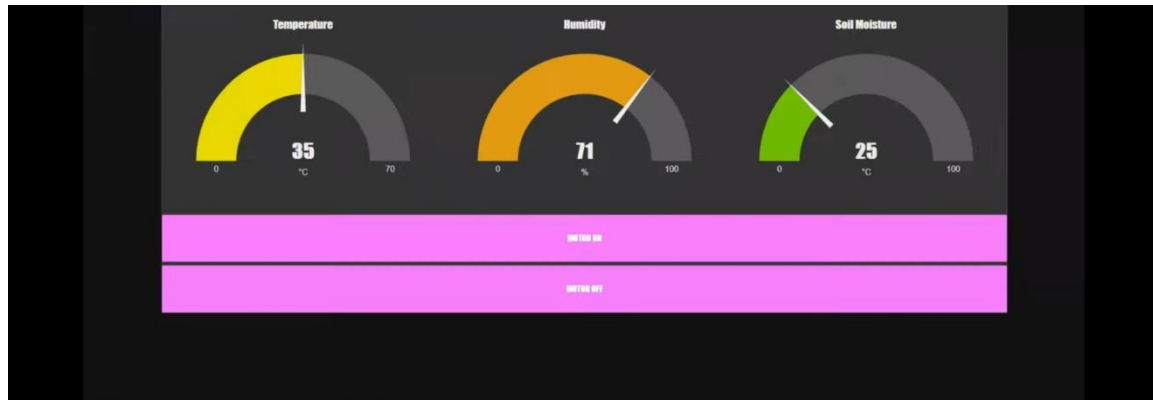 Temperature Humidity Soil Moisture
35 71 25
0 °C 70 0 % 100 0 °C 100
MOTOR ON
MOTOR OFF